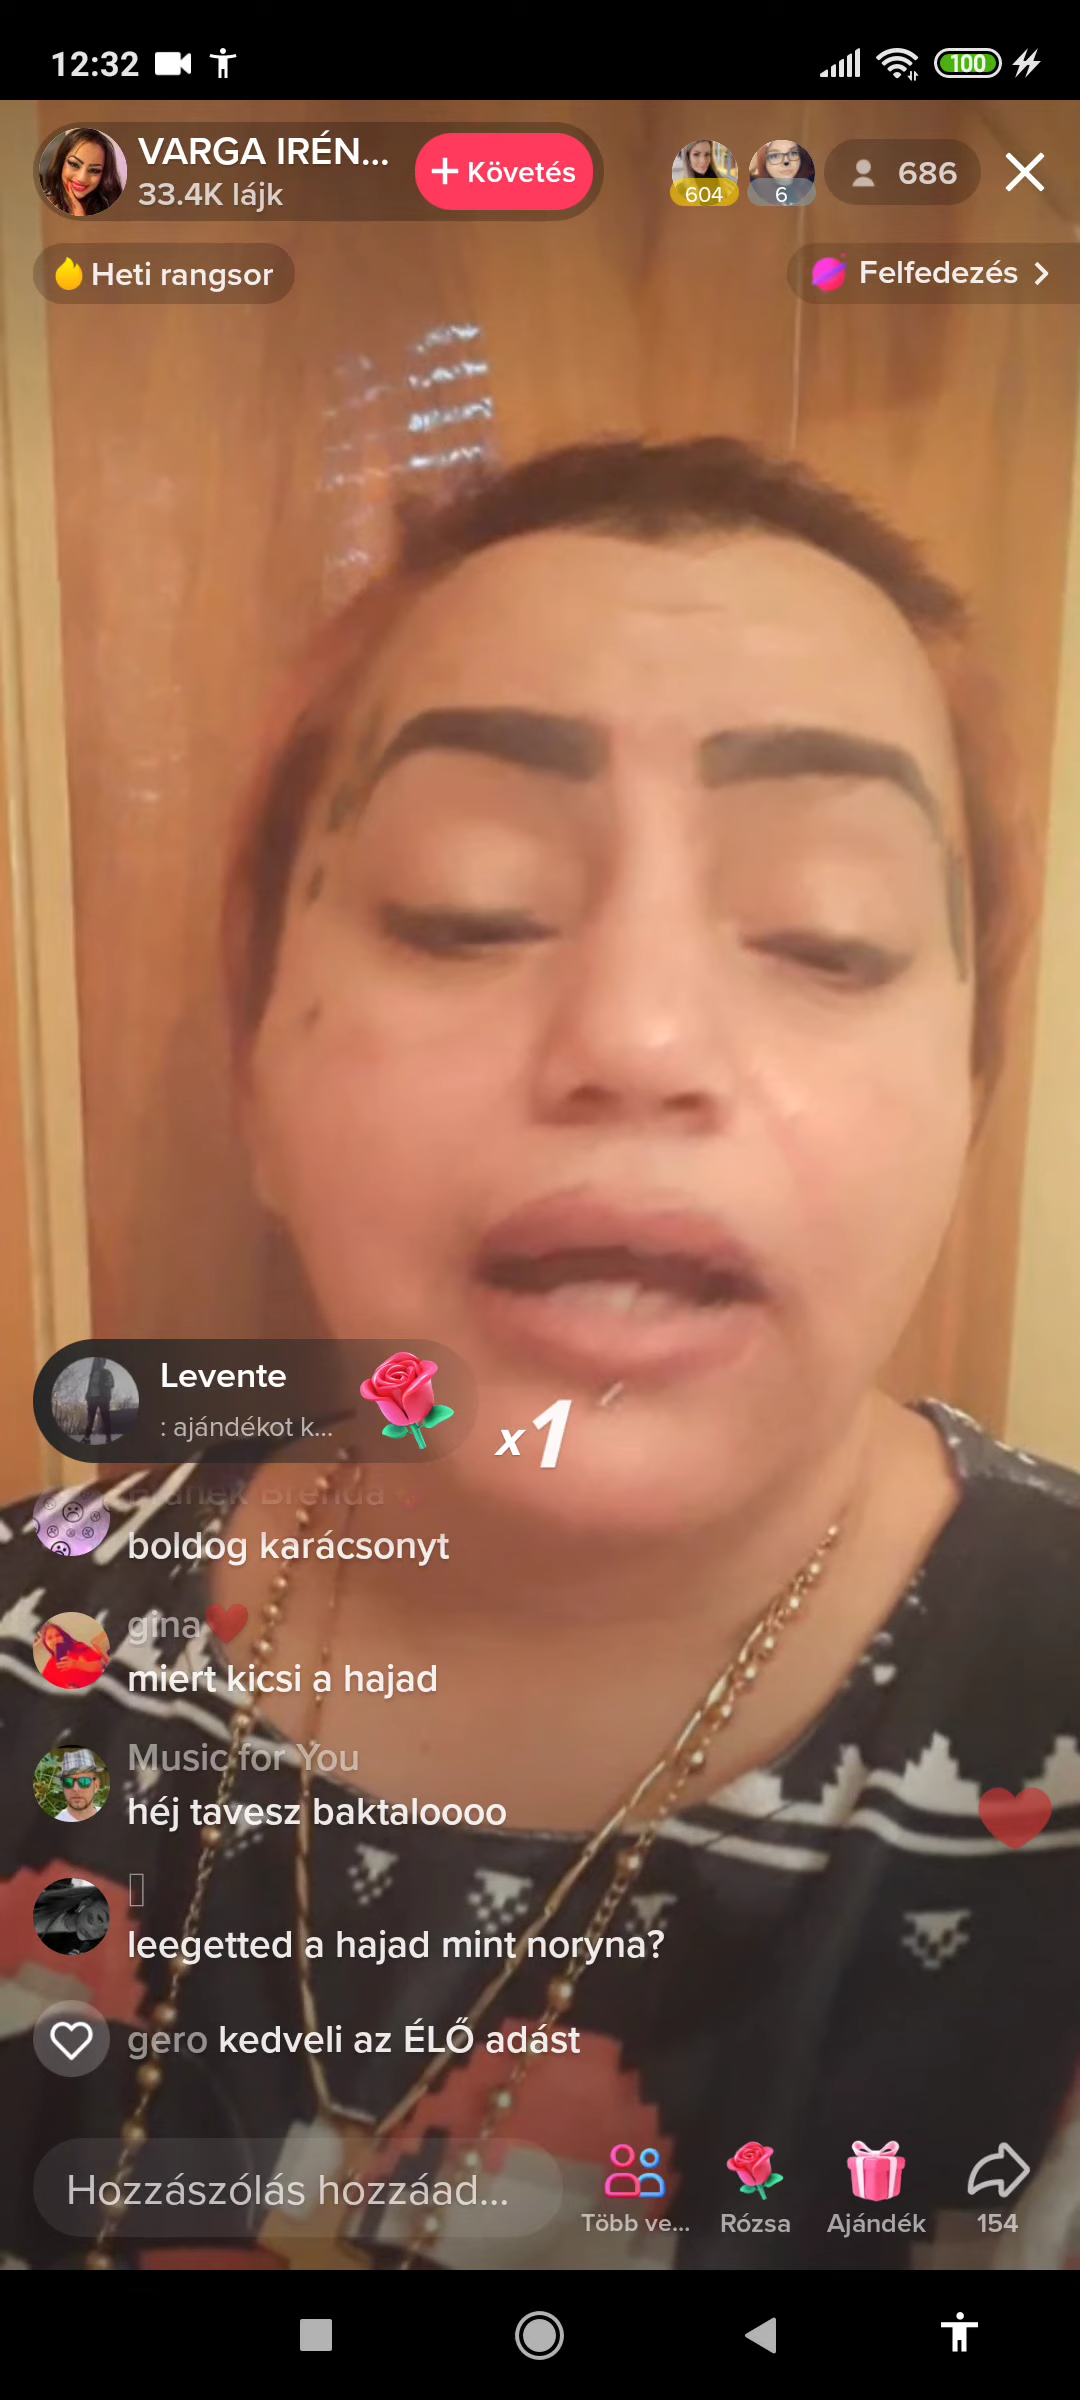 12:32
100
VARGA IRÉN...
33.4K lájk
+ Követés
604
6
686
Heti rangsor
Felfedezés
Levente
: ajándékot k...
x1
Brenda
boldog karácsonyt
gina
miert kicsi a hajad
Music for You
héj tavesz baktaloooo
leegetted a hajad mint noryna?
gero kedveli az ÉLŐ adást
Hozzászólás hozzáad...
Több ve...
Rózsa
Ajándék
154